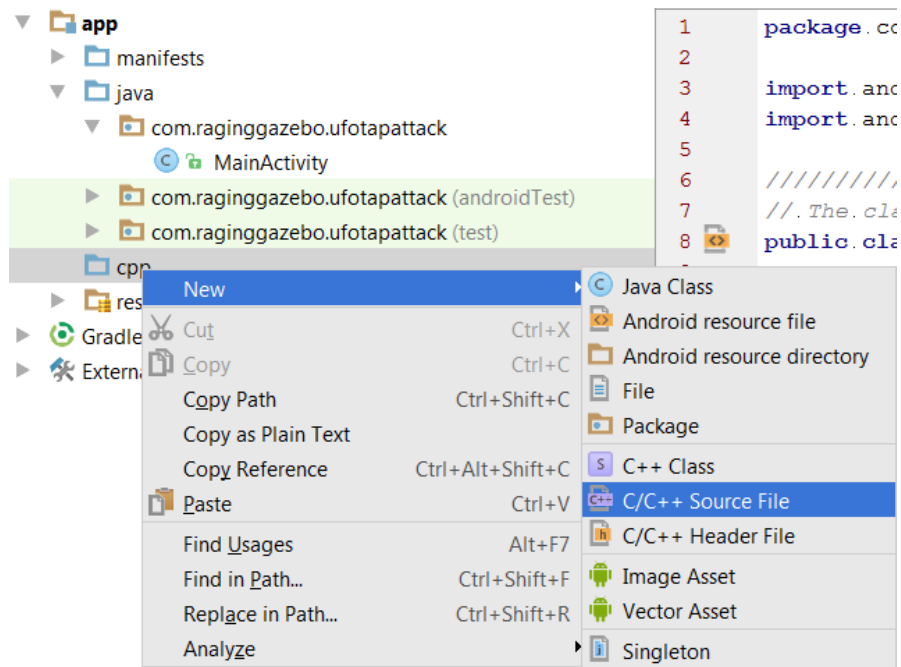 app
manifests
java
com.raginggazebo.ufotapattack
MainActivity
com.raginggazebo.ufotapattack (androidTest)
com.raginggazebo.ufotapattack (test)
cpp
res
Gradle
Externa
New
Cut Ctrl+X
Copy Ctrl+C
Copy Path Ctrl+Shift+C
Copy as Plain Text
Copy Reference Ctrl+Alt+Shift+C
Paste Ctrl+V
Find Usages Alt+F7
Find in Path... Ctrl+Shift+F
Replace in Path... Ctrl+Shift+R
Analyze
Java Class
Android resource file
Android resource directory
File
Package
C++ Class
C/C++ Source File
C/C++ Header File
Image Asset
Vector Asset
Singleton
1 package.co
2
3 import.and
4 import.and
5
6 //////////
7 //.The.cla
8 public.cla